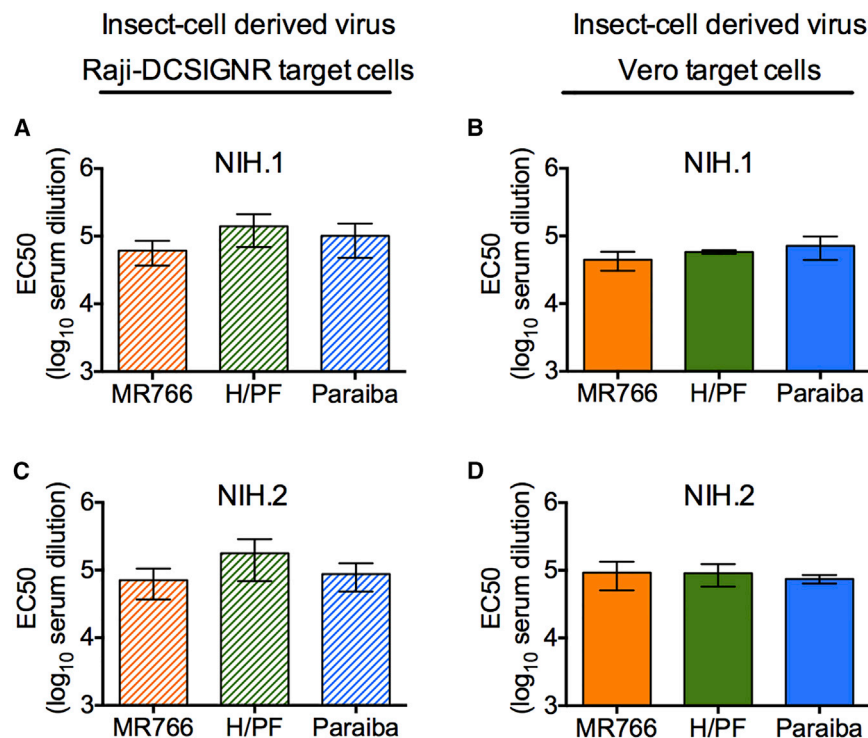 Insect-cell derived virus
Raji-DCSIGNR target cells
Insect-cell derived virus
Vero target cells
A
NIH.1
EC50
(log10 serum dilution)
6
5
4
3
MR766 H/PF Paraiba
B
NIH.1
EC50
(log10 serum dilution)
6
5
4
3
MR766 H/PF Paraiba
C
NIH.2
EC50
(log10 serum dilution)
6
5
4
3
MR766 H/PF Paraiba
D
NIH.2
EC50
(log10 serum dilution)
6
5
4
3
MR766 H/PF Paraiba